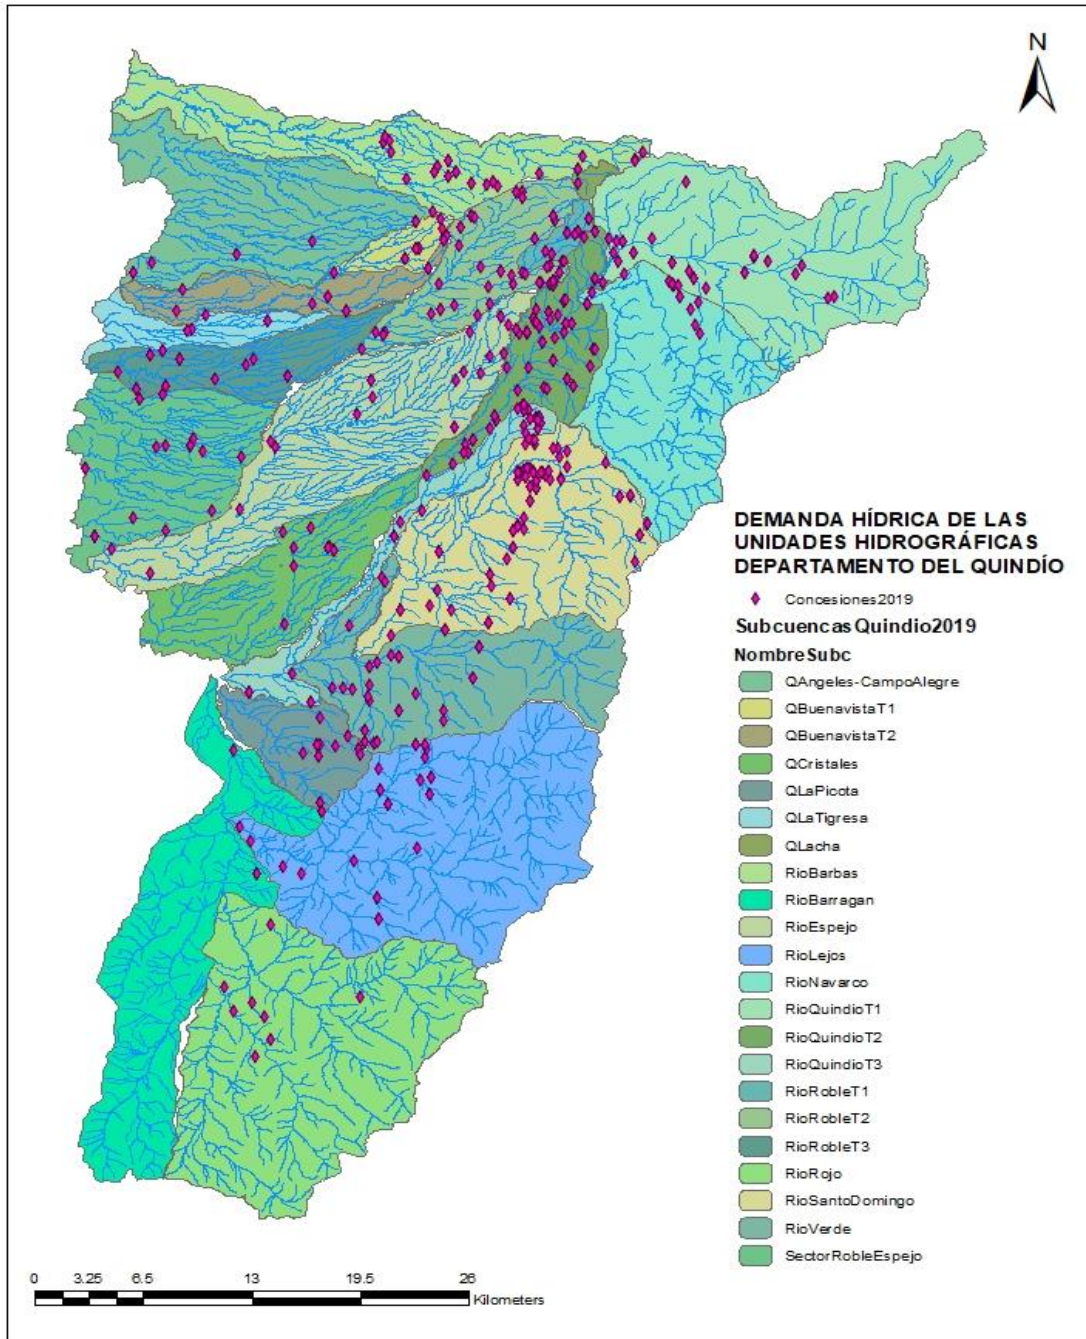 N
DEMANDA HÍDRICA DE LAS
UNIDADES HIDROGRÁFICAS
DEPARTAMENTO DEL QUINDÍO
Concesiones2019
SubcuencasQuindio2019
NombreSubc
QAngeles-CampoAlegre
QBuenavistaT1
QBuenavistaT2
QCristales
QLaPicota
QLaTigresa
QLacha
RioBarbas
RioBarragan
RioEspejo
RioLejos
RioNavarco
RioQuindioT1
RioQuindioT2
RioQuindioT3
RioRobleT1
RioRobleT2
RioRobleT3
RioRojo
RioSantoDomingo
RioVerde
SectorRobleEspejo
0 3.25 6.5 13 19.5 26
Kilometers